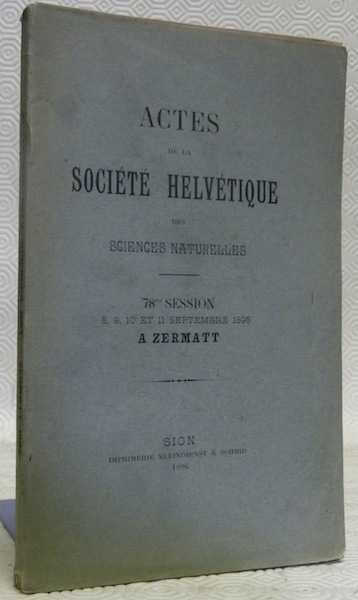 ACTES
DE LA
SOCIÉTÉ HELVÉTIQUE
DES
SCIENCES NATURELLES
78me SESSION
8, 9, 10 ET 11 SEPTEMBRE 1895
A ZERMATT
SION
IMPRIMERIE KLEINDIENST & SCHMID
1896